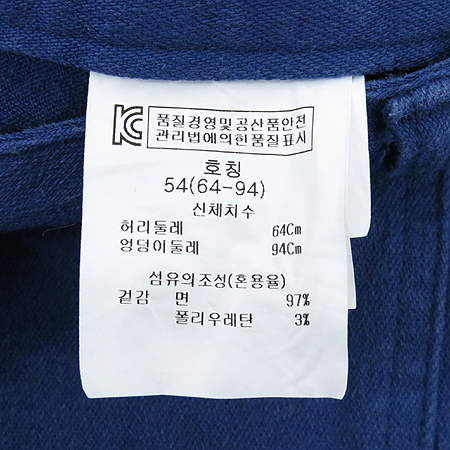 KC 품질경영및공산품안전
관리법에의한품질표시
호칭
54(64-94)
신체치수
허리둘레 64Cm
엉덩이둘레 94Cm
섬유의조성(혼용율)
겉감 면 97%
폴리우레탄 3%